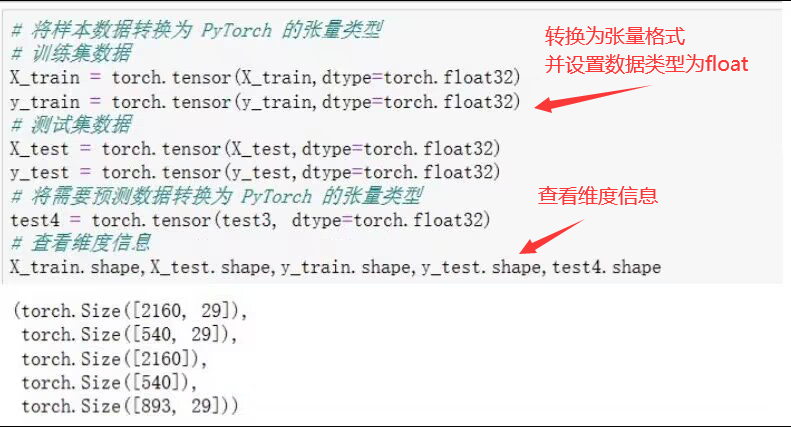 # 将样本数据转换为 PyTorch 的张量类型
# 训练集数据
X_train = torch.tensor(X_train,dtype=torch.float32)
y_train = torch.tensor(y_train,dtype=torch.float32)
# 测试集数据
X_test = torch.tensor(X_test,dtype=torch.float32)
y_test = torch.tensor(y_test,dtype=torch.float32)
# 将需要预测数据转换为 PyTorch 的张量类型
test4 = torch.tensor(test3, dtype=torch.float32)
# 查看维度信息
X_train.shape,X_test.shape,y_train.shape,y_test.shape,test4.shape
转换为张量格式
并设置数据类型为float
查看维度信息
(torch.Size([2160, 29]),
torch.Size([540, 29]),
torch.Size([2160]),
torch.Size([540]),
torch.Size([893, 29]))